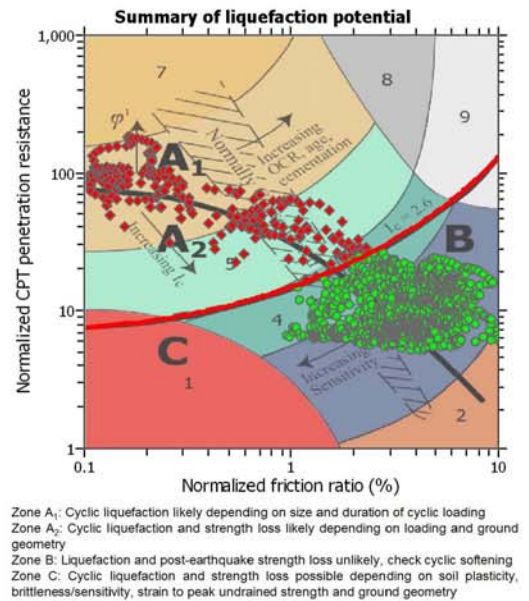 Summary of liquefaction potential
1,000
100
10
1
Normalized CPT penetration resistance
7
8
9
φ'
A1
Normally
Increasing
OCR, age,
cementation
A2
Increasing Ic
5
Ic = 2.6
B
4
C
1
Increasing
Sensitivity
2
0.1
1
10
Normalized friction ratio (%)
Zone A1: Cyclic liquefaction likely depending on size and duration of cyclic loading
Zone A2: Cyclic liquefaction and strength loss likely depending on loading and ground
geometry
Zone B: Liquefaction and post-earthquake strength loss unlikely, check cyclic softening
Zone C: Cyclic liquefaction and strength loss possible depending on soil plasticity,
brittleness/sensitivity, strain to peak undrained strength and ground geometry